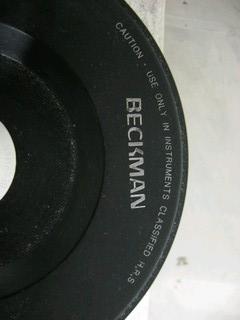 CAUTION - USE ONLY IN INSTRUMENTS CLASSIFIED H,R,S
BECKMAN